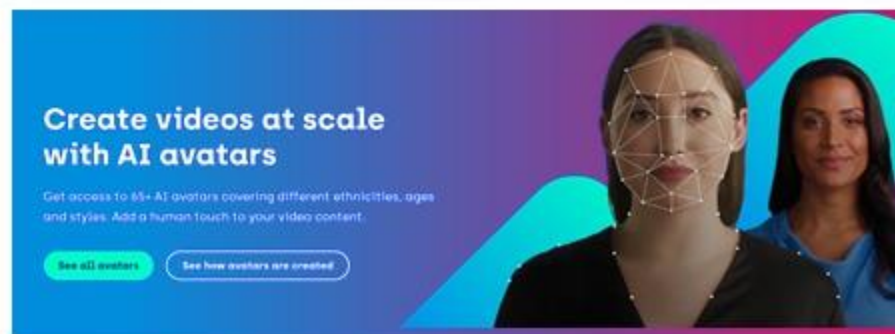 Create videos at scale
with AI avatars
Get access to 65+ AI avatars covering different ethnicities, ages
and styles. Add a human touch to your video content.
See all avatars
See how avatars are created